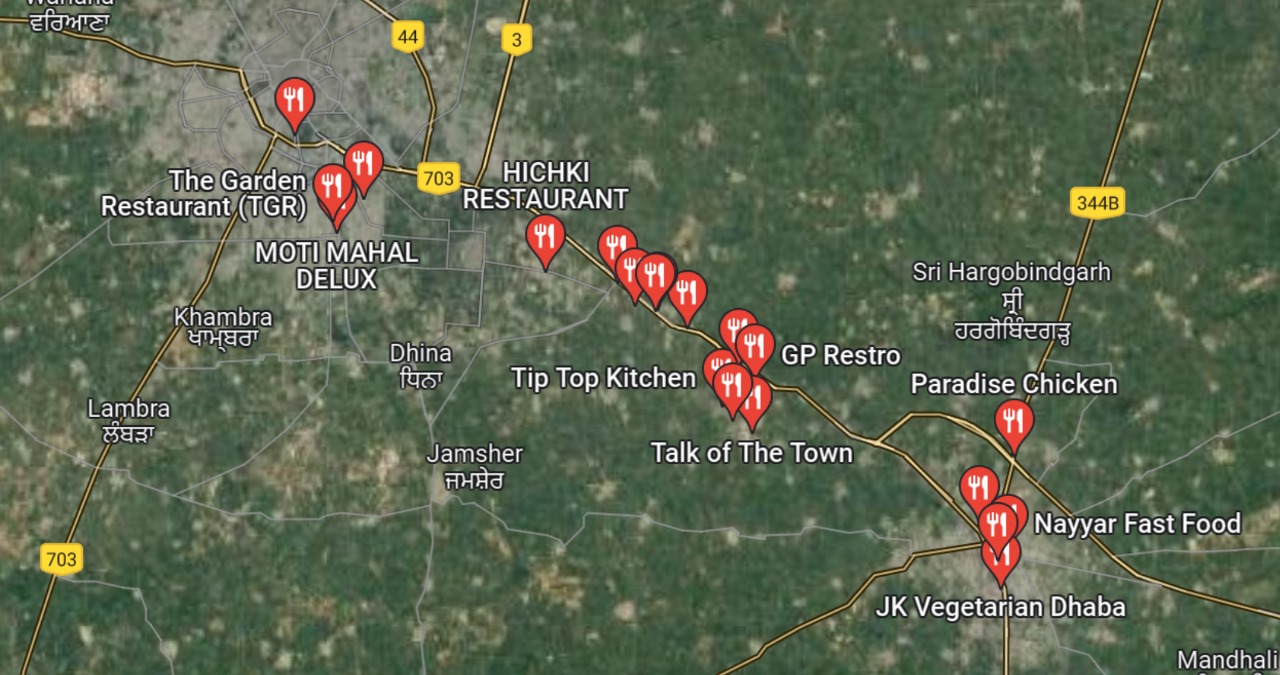 ਵਰਿਆਣਾ
44
3
703
HICHKI
RESTAURANT
The Garden
Restaurant (TGR)
MOTI MAHAL
DELUX
344B
Sri Hargobindgarh
ਸ੍ਰੀ
ਹਰਗੋਬਿੰਦਗੜ੍ਹ
Khambra
ਖਾਮ੍ਬਰਾ
Dhina
ਧਿਨਾ
GP Restro
Tip Top Kitchen
Paradise Chicken
Lambra
ਲੰਬੜਾ
Jamsher
ਜਮਸ਼ੇਰ
Talk of The Town
Nayyar Fast Food
703
JK Vegetarian Dhaba
Mandhali